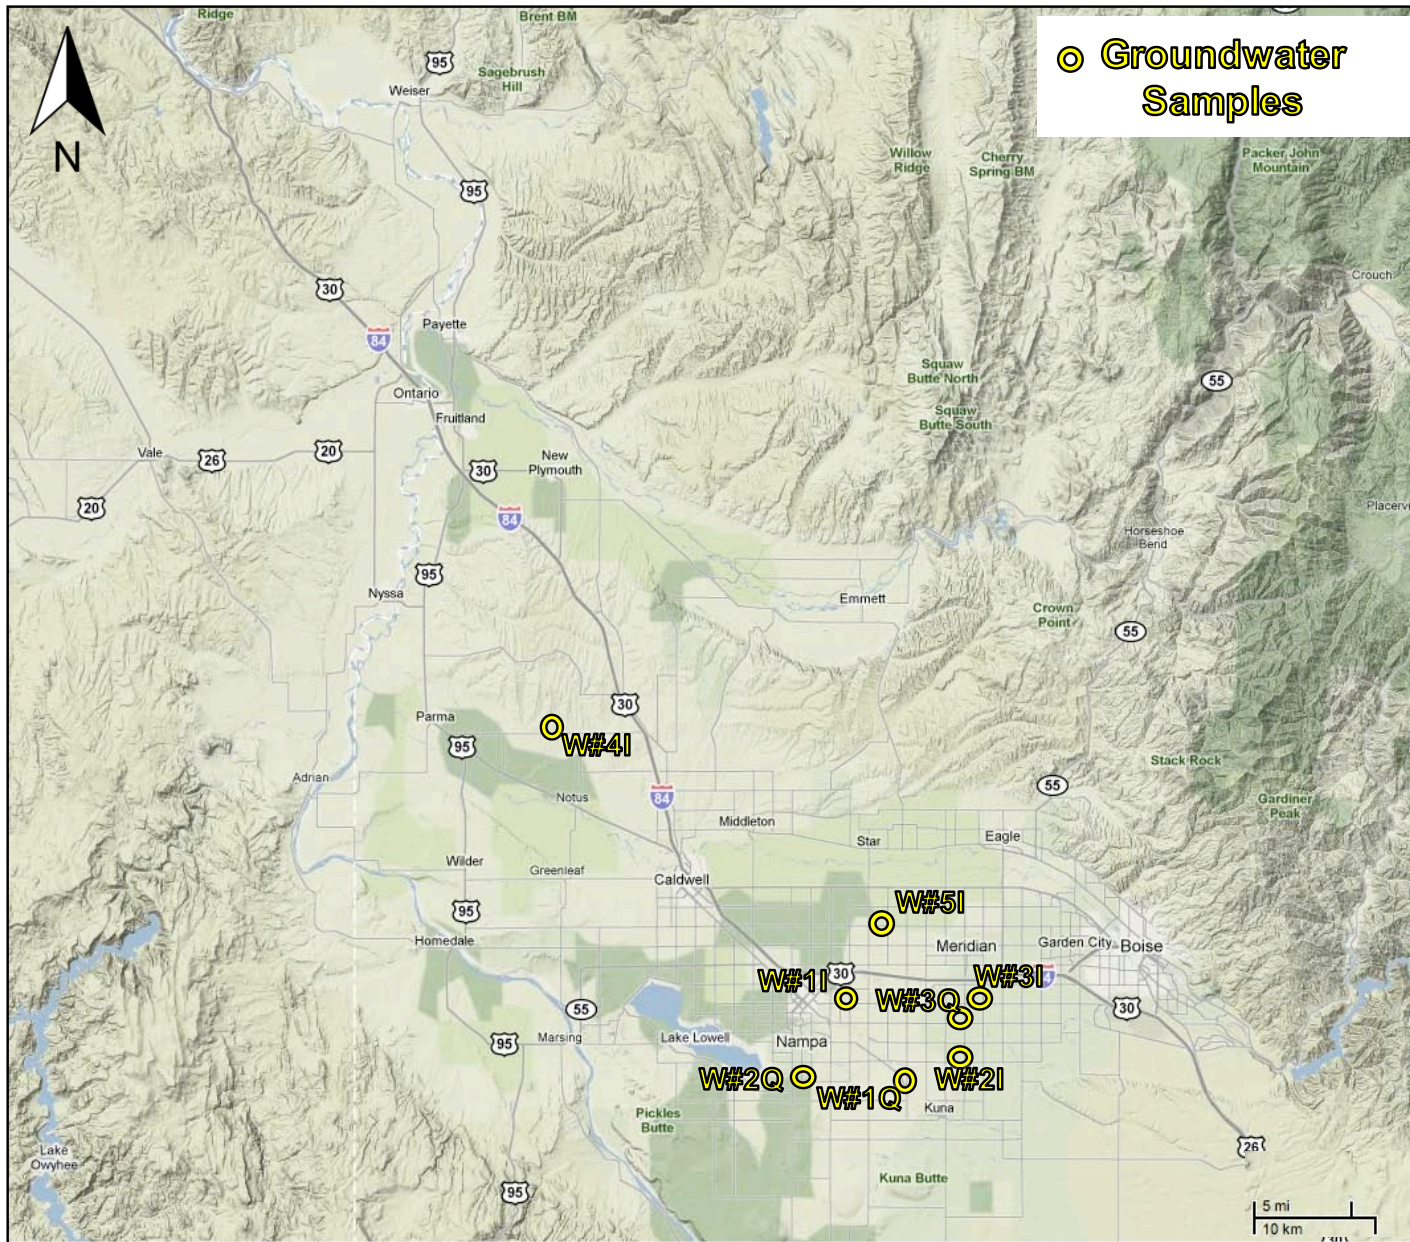 Ridge
Brent BM
95
Sagebrush
Hill
Weiser
Groundwater
Samples
N
95
Willow
Ridge
Cherry
Spring BM
Packer John
Mountain
Crouch
30
Payette
84
Ontario
Fruitland
Squaw
Butte North
Squaw
Butte South
55
Vale
26
20
30
New
Plymouth
20
84
Horseshoe
Bend
95
Nyssa
Emmett
Crown
Point
55
Parma
30
W#4I
95
Adrian
Notus
84
Stack Rock
55
Gardiner
Peak
Middleton
Star
Eagle
Wilder
Greenleaf
Caldwell
95
W#5I
Homedale
Meridian
Garden City
Boise
W#1I
30
W#3I
W#3Q
55
30
95
Marsing
Lake Lowell
Nampa
W#2Q
W#1Q
W#2I
Kuna
Pickles
Butte
Lake
Owyhee
26
Kuna Butte
95
5 mi
10 km